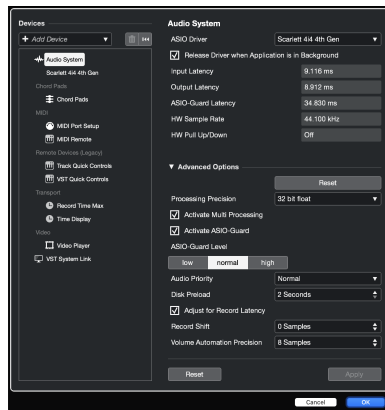 Devices
+ Add Device
Audio System
Scarlett 4i4 4th Gen
Chord Pads
Chord Pads
MIDI
MIDI Port Setup
MIDI Remote
Remote Devices (Legacy)
Track Quick Controls
VST Quick Controls
Transport
Record Time Max
Time Display
Video
Video Player
VST System Link
Audio System
ASIO Driver Scarlett 4i4 4th Gen
Release Driver when Application is in Background
Input Latency 9.116 ms
Output Latency 8.912 ms
ASIO-Guard Latency 34.830 ms
HW Sample Rate 44.100 kHz
HW Pull Up/Down Off
Advanced Options
Reset
Processing Precision 32 bit float
Activate Multi Processing
Activate ASIO-Guard
ASIO-Guard Level
low normal high
Audio Priority Normal
Disk Preload 2 Seconds
Adjust for Record Latency
Record Shift 0 Samples
Volume Automation Precision 8 Samples
Reset Apply
Cancel OK